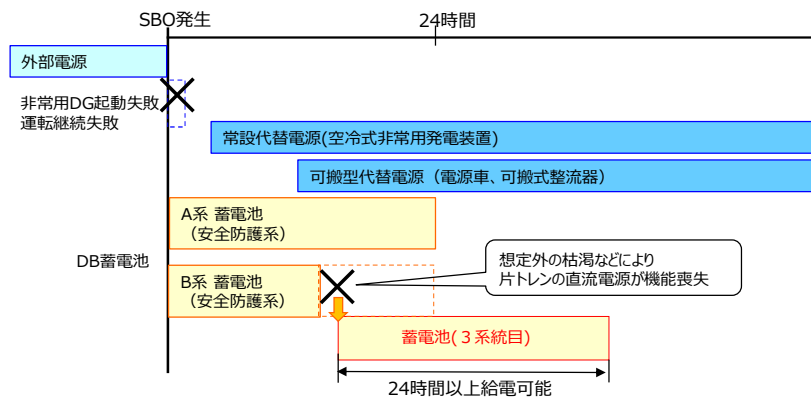 SBO発生
24時間
外部電源
非常用DG起動失敗
運転継続失敗
常設代替電源(空冷式非常用発電装置)
可搬型代替電源（電源車、可搬式整流器）
A系 蓄電池
（安全防護系）
DB蓄電池
B系 蓄電池
（安全防護系）
想定外の枯渇などにより
片トレンの直流電源が機能喪失
蓄電池(３系統目)
24時間以上給電可能